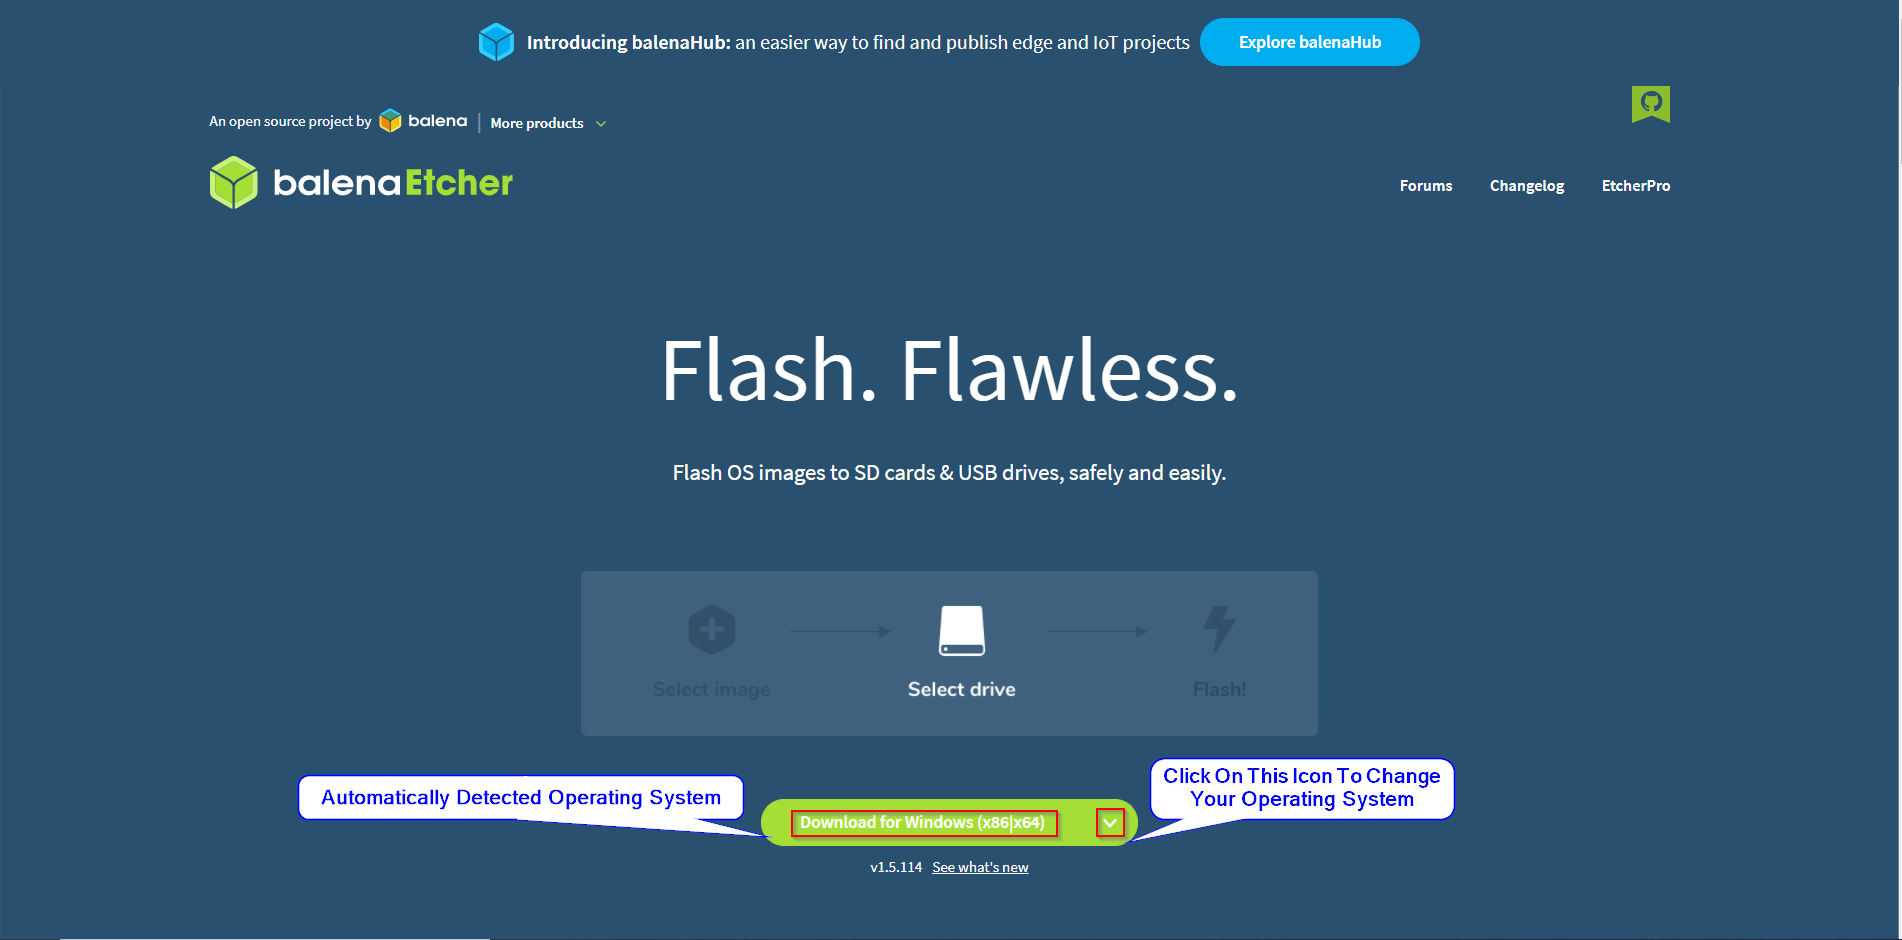 Introducing balenaHub: an easier way to find and publish edge and IoT projects
Explore balenaHub
An open source project by balena | More products
balenaEtcher
Forums
Changelog
EtcherPro
Flash. Flawless.
Flash OS images to SD cards & USB drives, safely and easily.
Select image
Select drive
Flash!
Automatically Detected Operating System
Click On This Icon To Change
Your Operating System
Download for Windows (x86|x64)
v1.5.114 See what's new